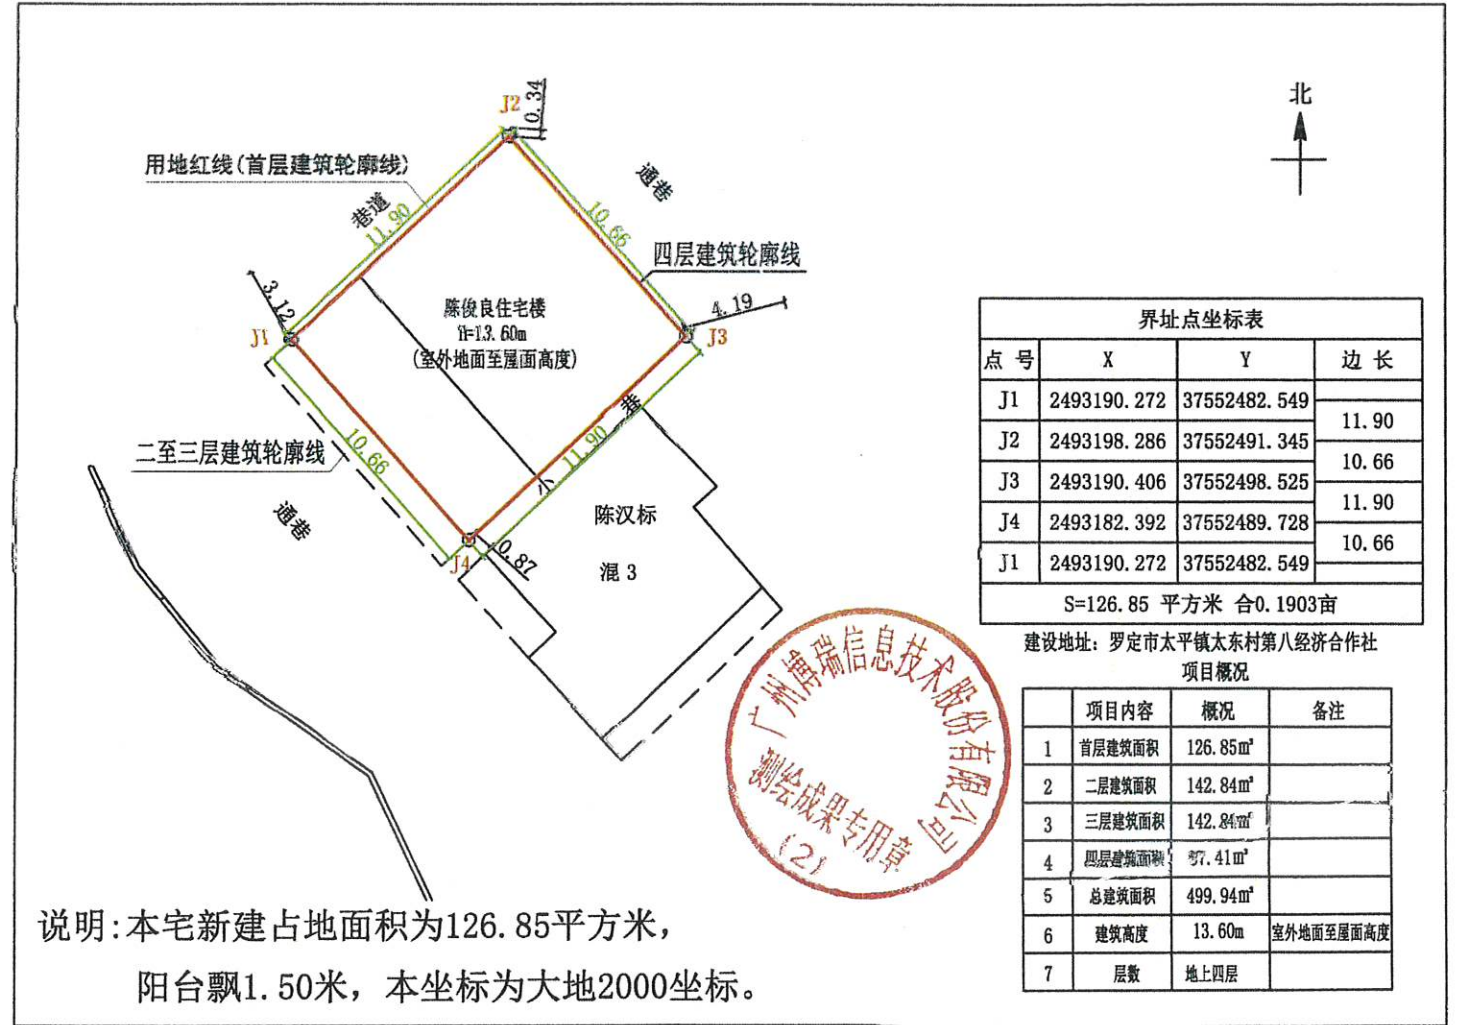 北
J2
0.34
用地红线(首层建筑轮廓线)
巷道
11.90
通巷
10.66
四层建筑轮廓线
3.12
J1
陈俊良住宅楼
H=13.60m
(室外地面至屋面高度)
4.19
J3
二至三层建筑轮廓线
10.66
通巷
小
巷
11.90
J4
0.87
陈汉标
混 3
界址点坐标表
点 号 X Y 边 长
J1 2493190.272 37552482.549
11.90
J2 2493198.286 37552491.345
10.66
J3 2493190.406 37552498.525
11.90
J4 2493182.392 37552489.728
10.66
J1 2493190.272 37552482.549
S=126.85 平方米 合0.1903亩
建设地址: 罗定市太平镇太东村第八经济合作社
项目概况
项目内容 概况 备注
1 首层建筑面积 126.85㎡
2 二层建筑面积 142.84㎡
3 三层建筑面积 142.84㎡
4 四层建筑面积 87.41㎡
5 总建筑面积 499.94㎡
6 建筑高度 13.60m 室外地面至屋面高度
7 层数 地上四层
广州博瑞信息技术股份有限公司
测绘成果专用章
(2)
说明:本宅新建占地面积为126.85平方米，
阳台飘1.50米，本坐标为大地2000坐标。